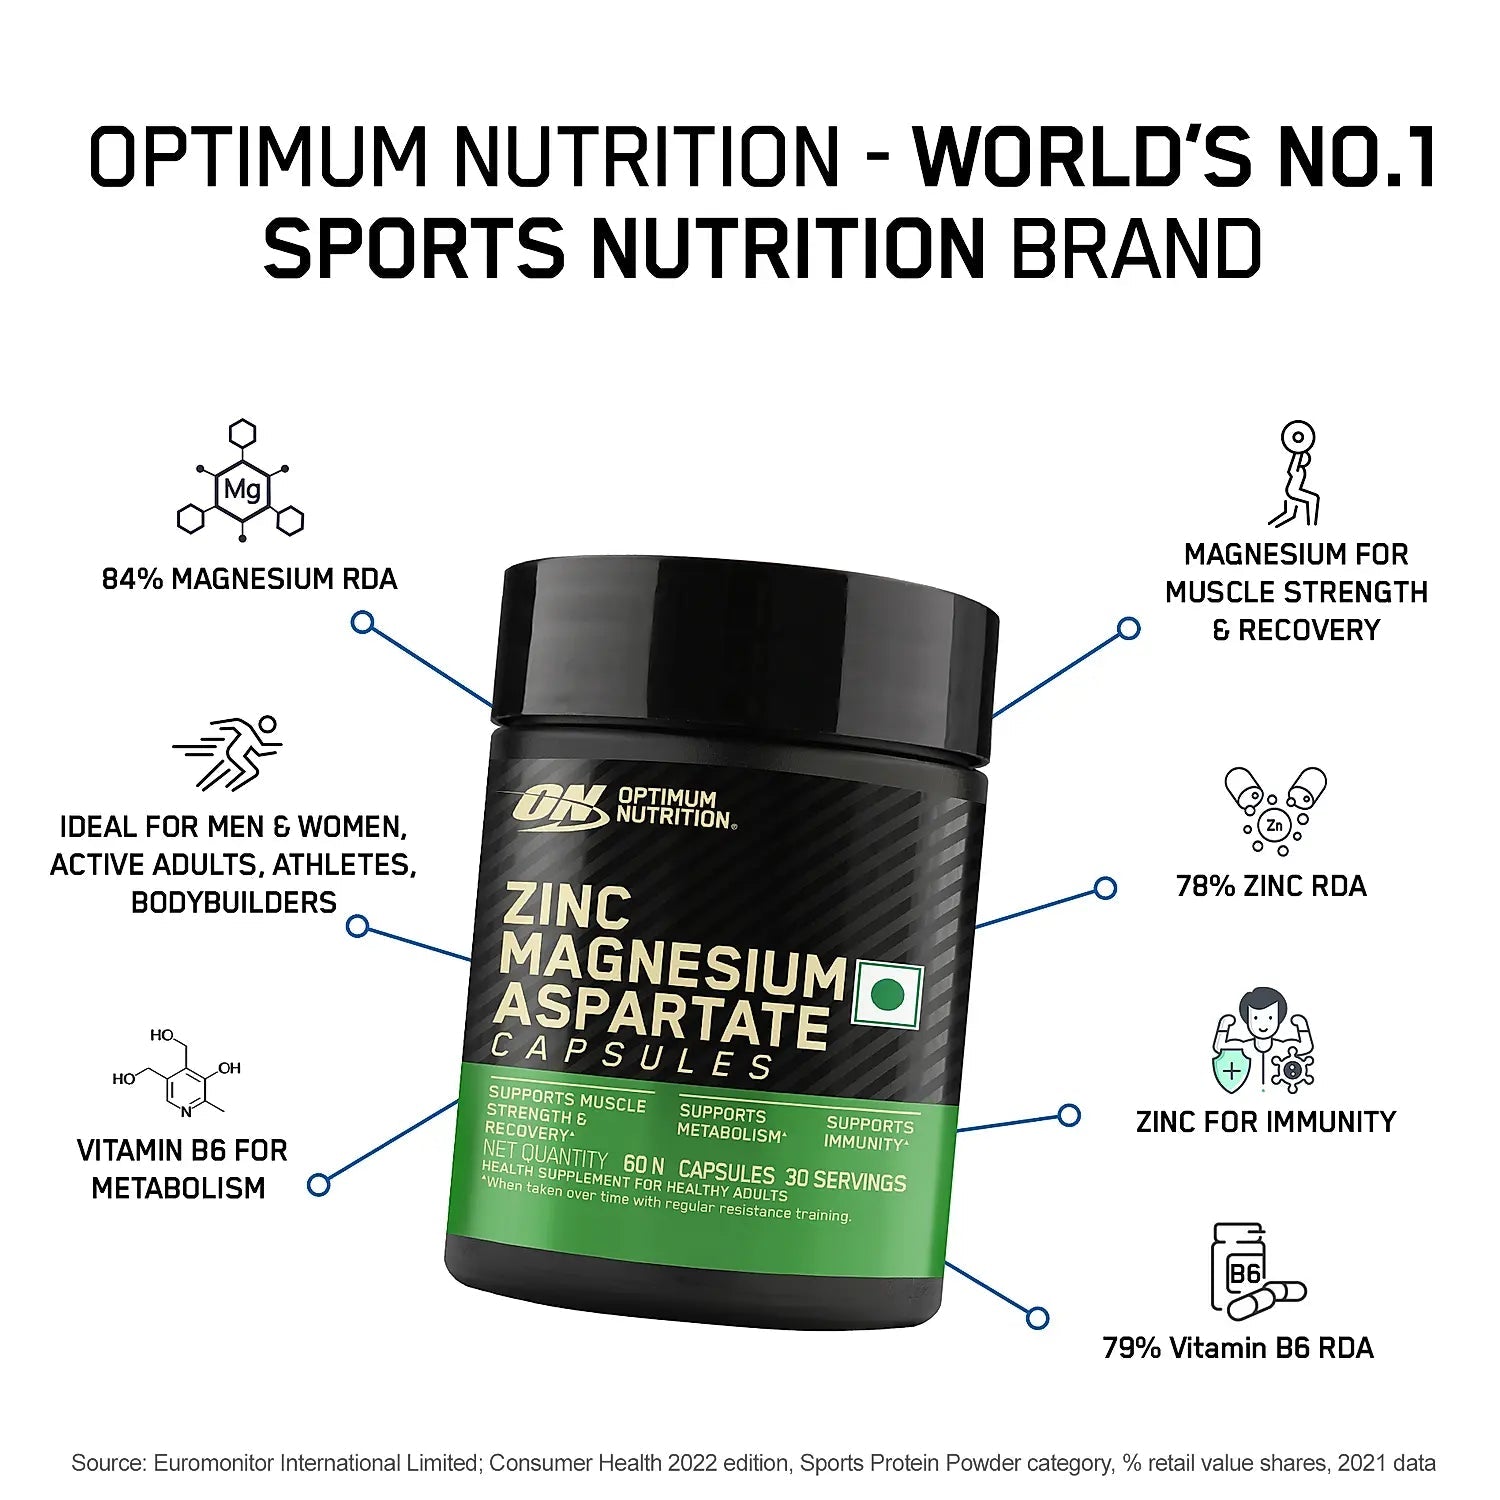 OPTIMUM NUTRITION - WORLD'S NO.1
SPORTS NUTRITION BRAND
Mg
84% MAGNESIUM RDA
MAGNESIUM FOR
MUSCLE STRENGTH
& RECOVERY
IDEAL FOR MEN & WOMEN,
ACTIVE ADULTS, ATHLETES,
BODYBUILDERS
Zn
78% ZINC RDA
HO
HO
OH
N
VITAMIN B6 FOR
METABOLISM
ZINC FOR IMMUNITY
B6
79% Vitamin B6 RDA
ON OPTIMUM
NUTRITION®
ZINC
MAGNESIUM
ASPARTATE
CAPSULES
SUPPORTS MUSCLE
STRENGTH &
RECOVERY▲
SUPPORTS
METABOLISM▲
SUPPORTS
IMMUNITY▲
NET QUANTITY 60 N CAPSULES 30 SERVINGS
HEALTH SUPPLEMENT FOR HEALTHY ADULTS
▲When taken over time with regular resistance training.
Source: Euromonitor International Limited; Consumer Health 2022 edition, Sports Protein Powder category, % retail value shares, 2021 data